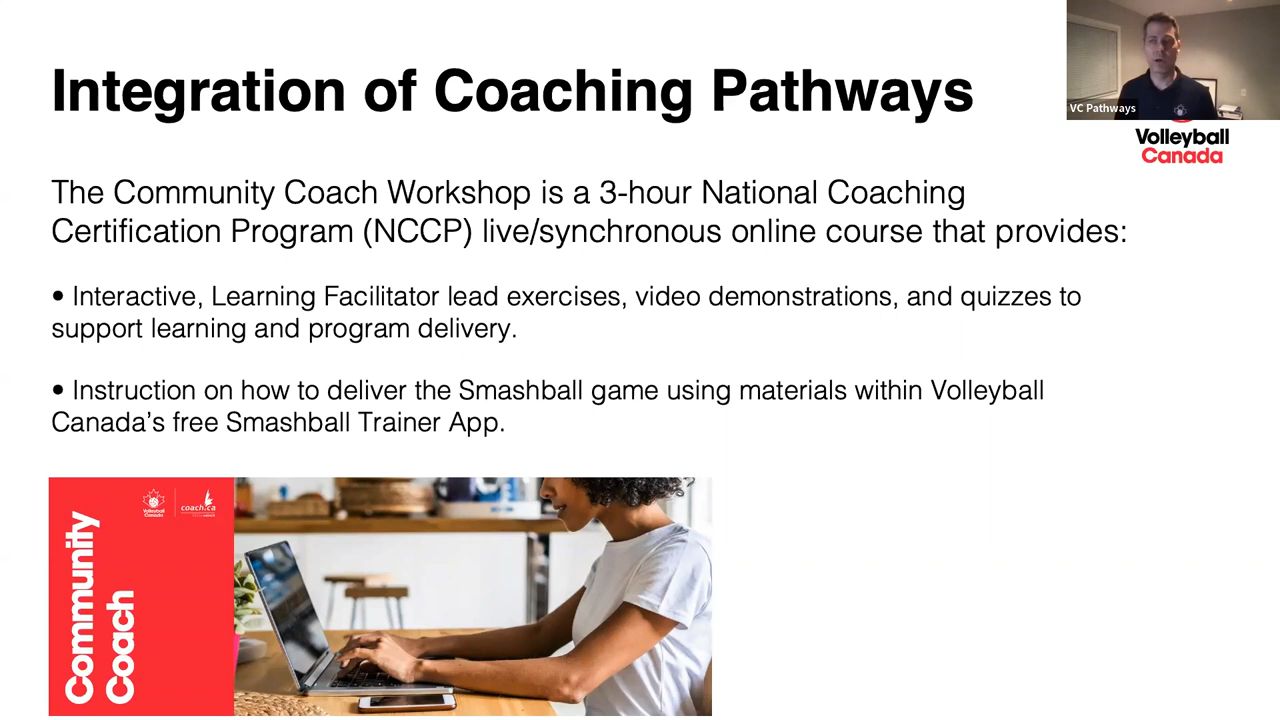 Integration of Coaching Pathways
VC Pathways
Volleyball
Canada
The Community Coach Workshop is a 3-hour National Coaching
Certification Program (NCCP) live/synchronous online course that provides:
• Interactive, Learning Facilitator lead exercises, video demonstrations, and quizzes to
support learning and program delivery.
• Instruction on how to deliver the Smashball game using materials within Volleyball
Canada’s free Smashball Trainer App.
Volleyball
Canada
coach.ca
Community
Coach